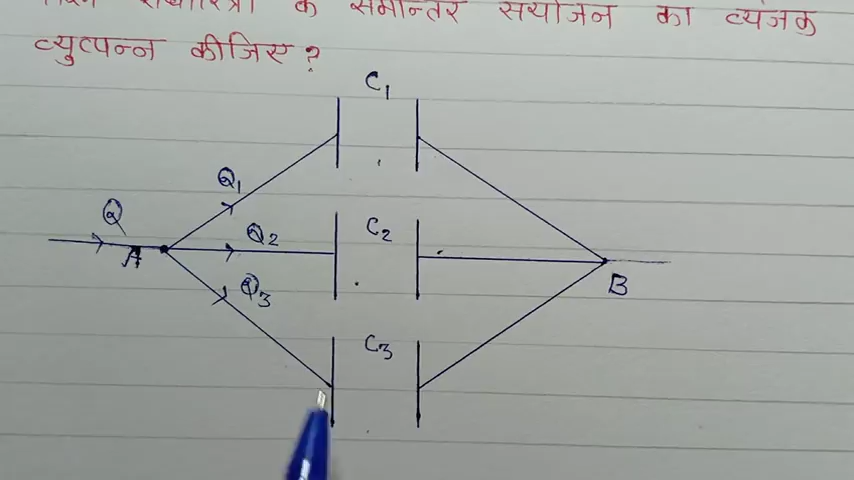 के समान्तर संयोजन का व्यंजक
व्युत्पन्न कीजिए ?
C1
Q1
Q
Q2
C2
A
Q3
B
C3